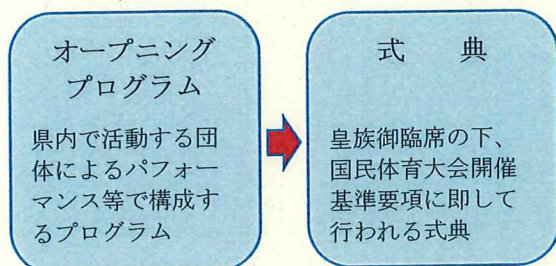 オープニング
プログラム
県内で活動する団
体によるパフォー
マンス等で構成す
るプログラム
式　典
皇族御臨席の下、
国民体育大会開催
基準要項に即して
行われる式典